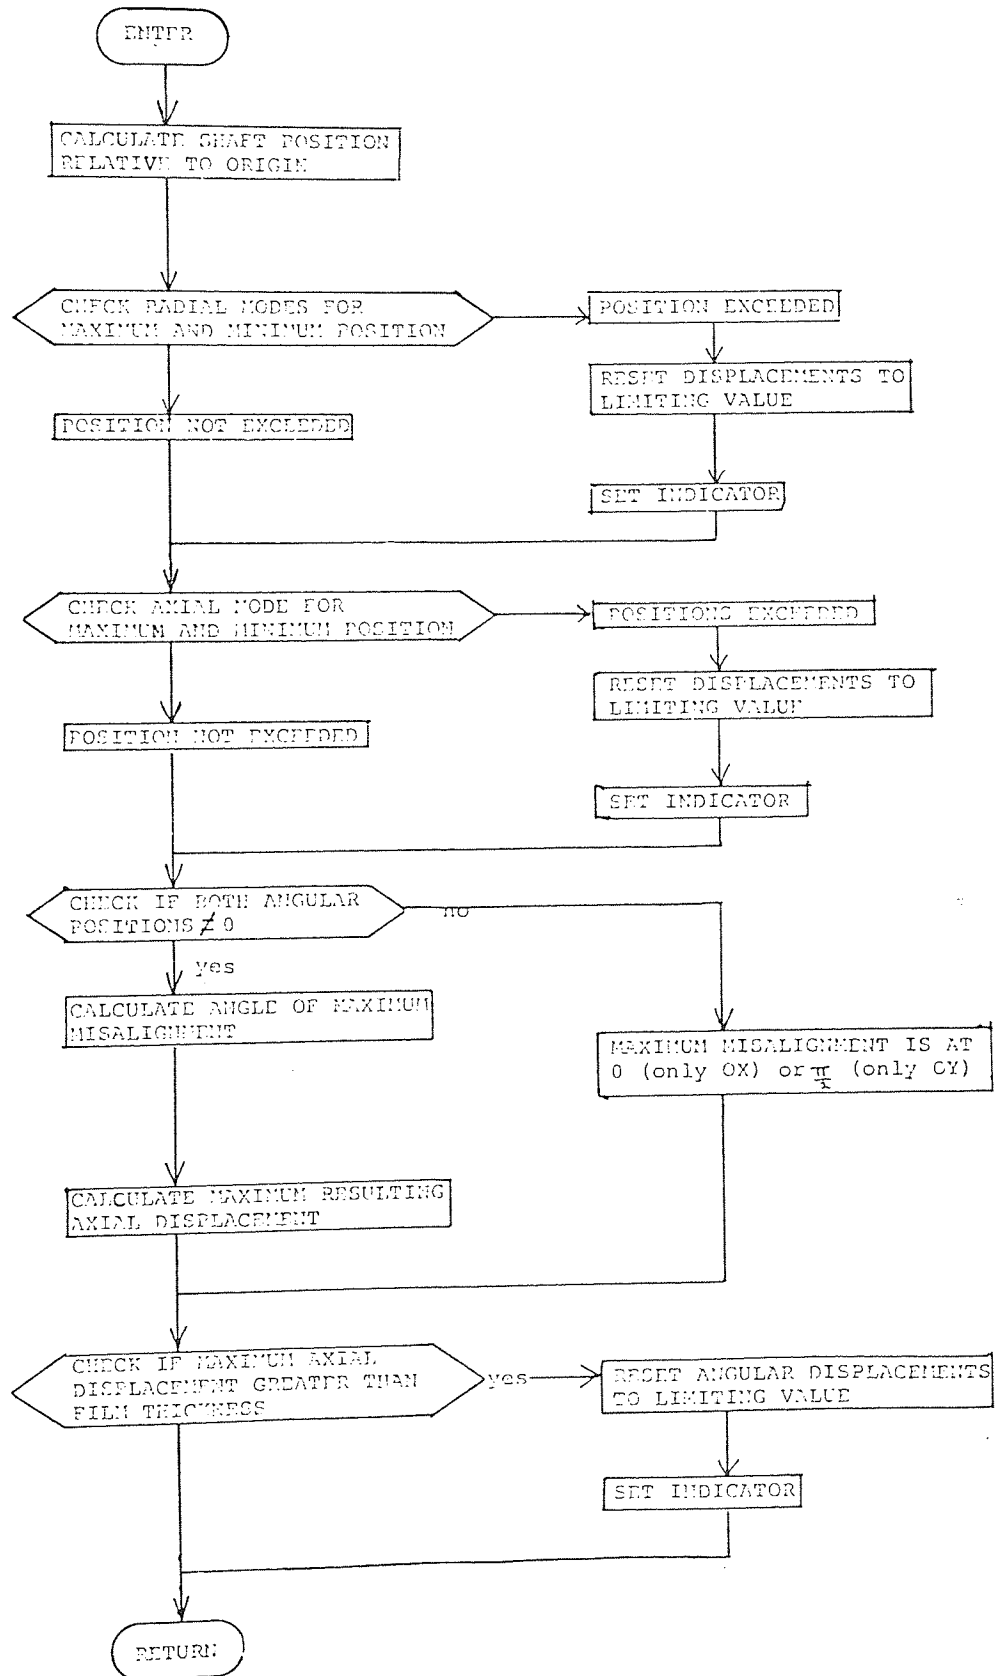 ENTER
CALCULATE SHAFT POSITION
RELATIVE TO ORIGIN
CHECK RADIAL MODES FOR
MAXIMUM AND MINIMUM POSITION
POSITION EXCEEDED
RESET DISPLACEMENTS TO
LIMITING VALUE
POSITION NOT EXCEEDED
SET INDICATOR
CHECK AXIAL MODE FOR
MAXIMUM AND MINIMUM POSITION
POSITIONS EXCEEDED
RESET DISPLACEMENTS TO
LIMITING VALUE
POSITION NOT EXCEEDED
SET INDICATOR
CHECK IF BOTH ANGULAR
POSITIONS ≠ 0
no
yes
CALCULATE ANGLE OF MAXIMUM
MISALIGNMENT
MAXIMUM MISALIGNMENT IS AT
0 (only OX) or π/2 (only OY)
CALCULATE MAXIMUM RESULTING
AXIAL DISPLACEMENT
CHECK IF MAXIMUM AXIAL
DISPLACEMENT GREATER THAN
FILM THICKNESS
yes
RESET ANGULAR DISPLACEMENTS
TO LIMITING VALUE
SET INDICATOR
RETURN